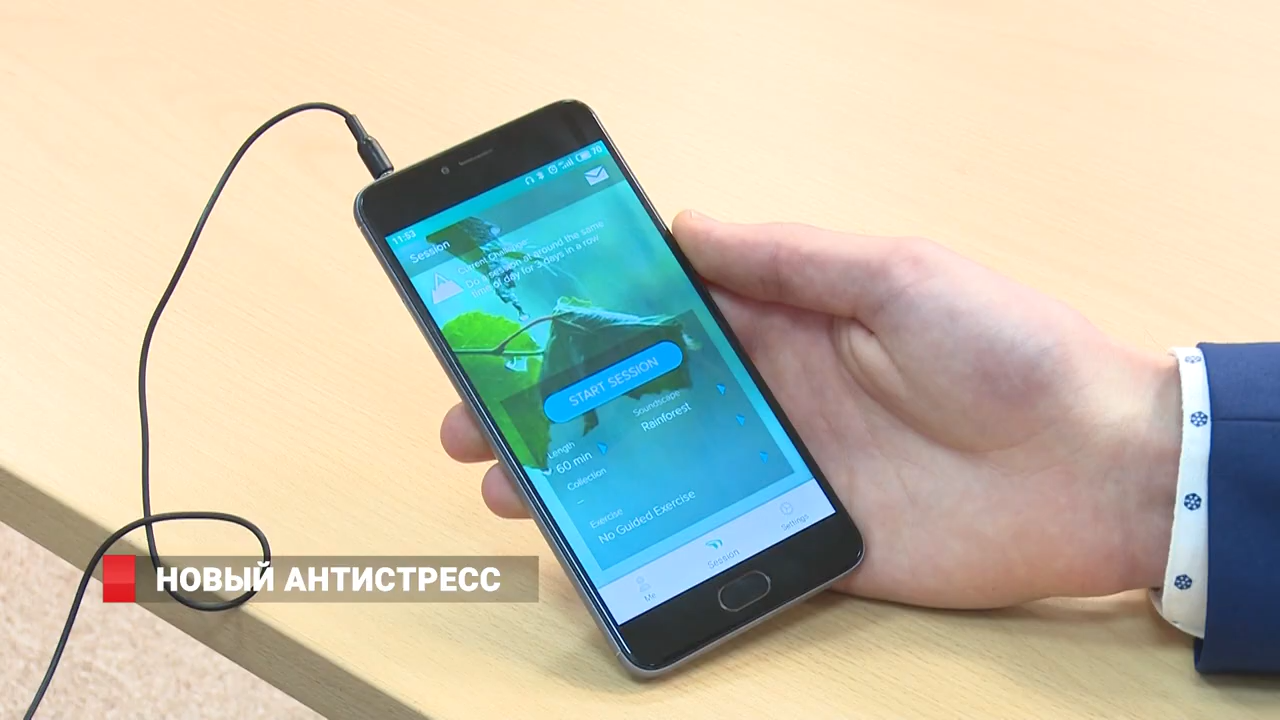 11:53
70
Session
Current Challenge:
Do a session at around the same
time of day for 3 days in a row
START SESSION
Length
60 min
Soundscape
Rainforest
Collection
--
Exercise
No Guided Exercise
Me
Session
Settings
НОВЫЙ АНТИСТРЕСС